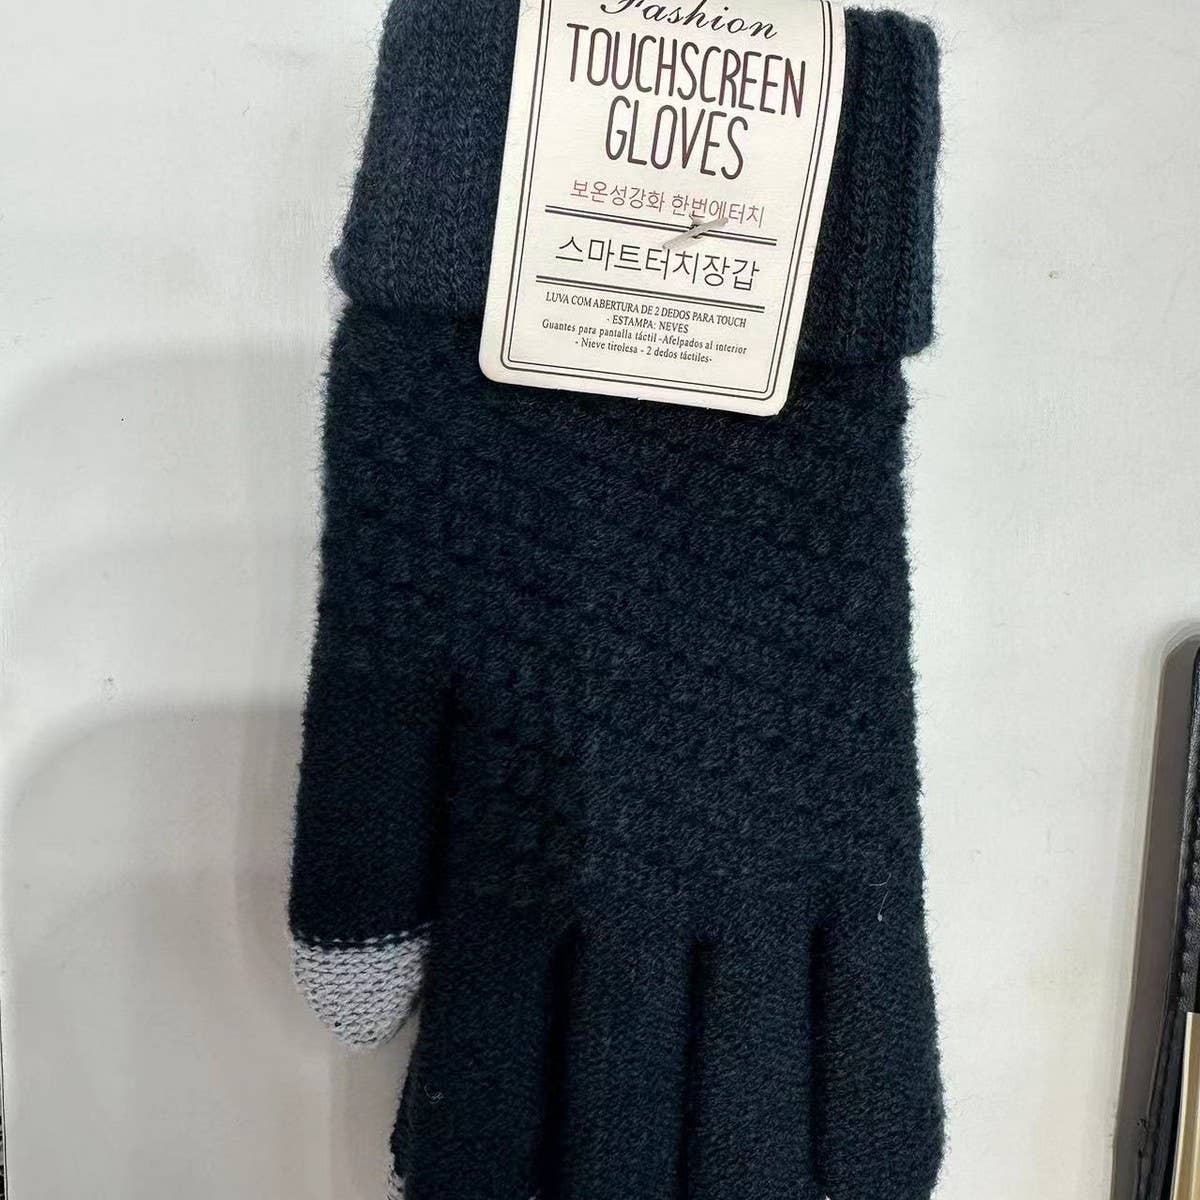 Fashion
TOUCHSCREEN
GLOVES
보온성강화 한번에터치
스마트터치장갑
LUVA COM ABERTURA DE 2 DEDOS PARA TOUCH
- ESTAMPA: NEVES
Guantes para pantalla táctil -Afelpados al interior
- Nieve tirolesa - 2 dedos táctiles-